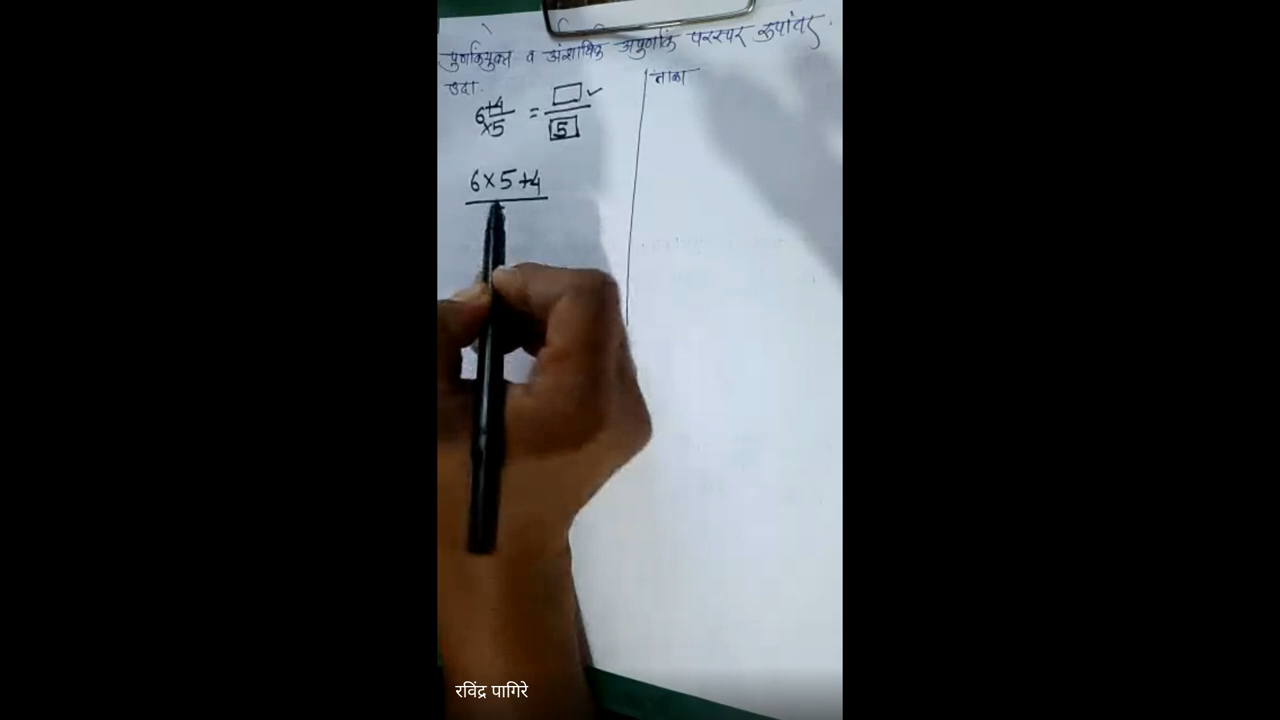 पुर्णांकयुक्त व अंशाधिक अपुर्णांक परस्पर रुपांतर.
उदा.
ताळा
6 +4/×5 = □/5 ✓
6×5+4
रविंद्र पागिरे